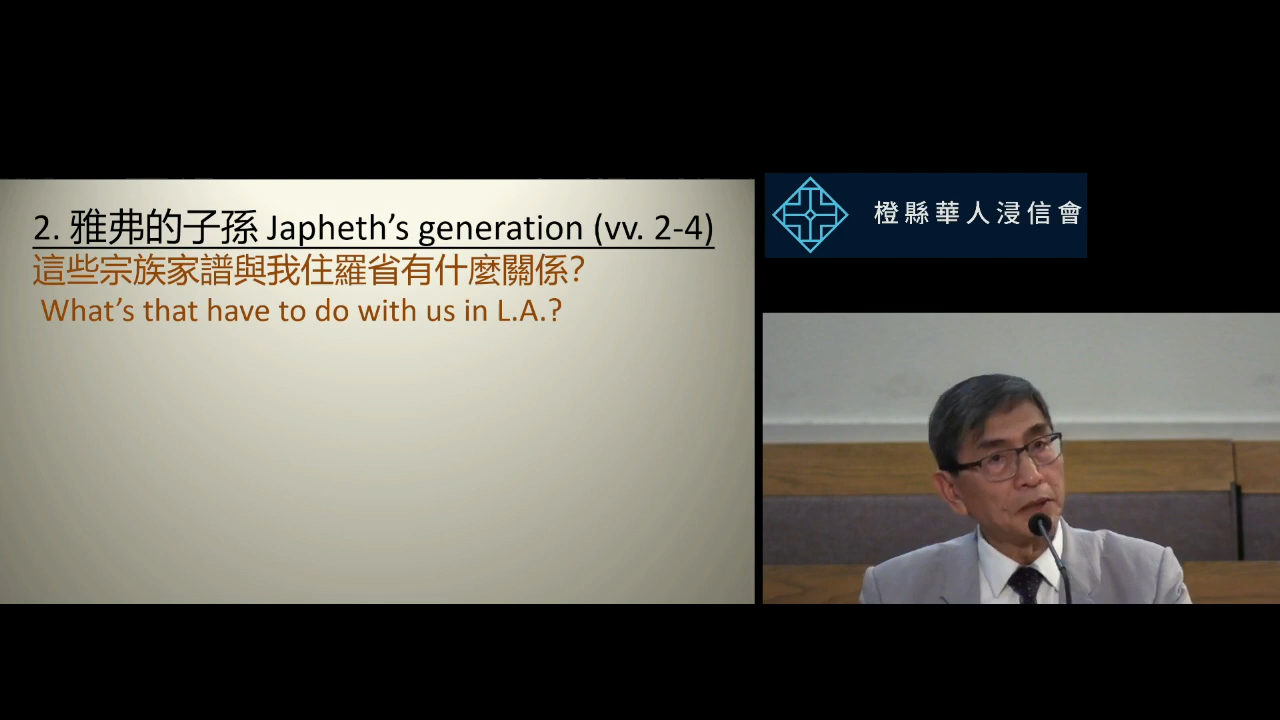 2. 雅弗的子孫 Japheth’s generation (vv. 2-4)
這些宗族家譜與我住羅省有什麼關係?
What’s that have to do with us in L.A.?
橙縣華人浸信會